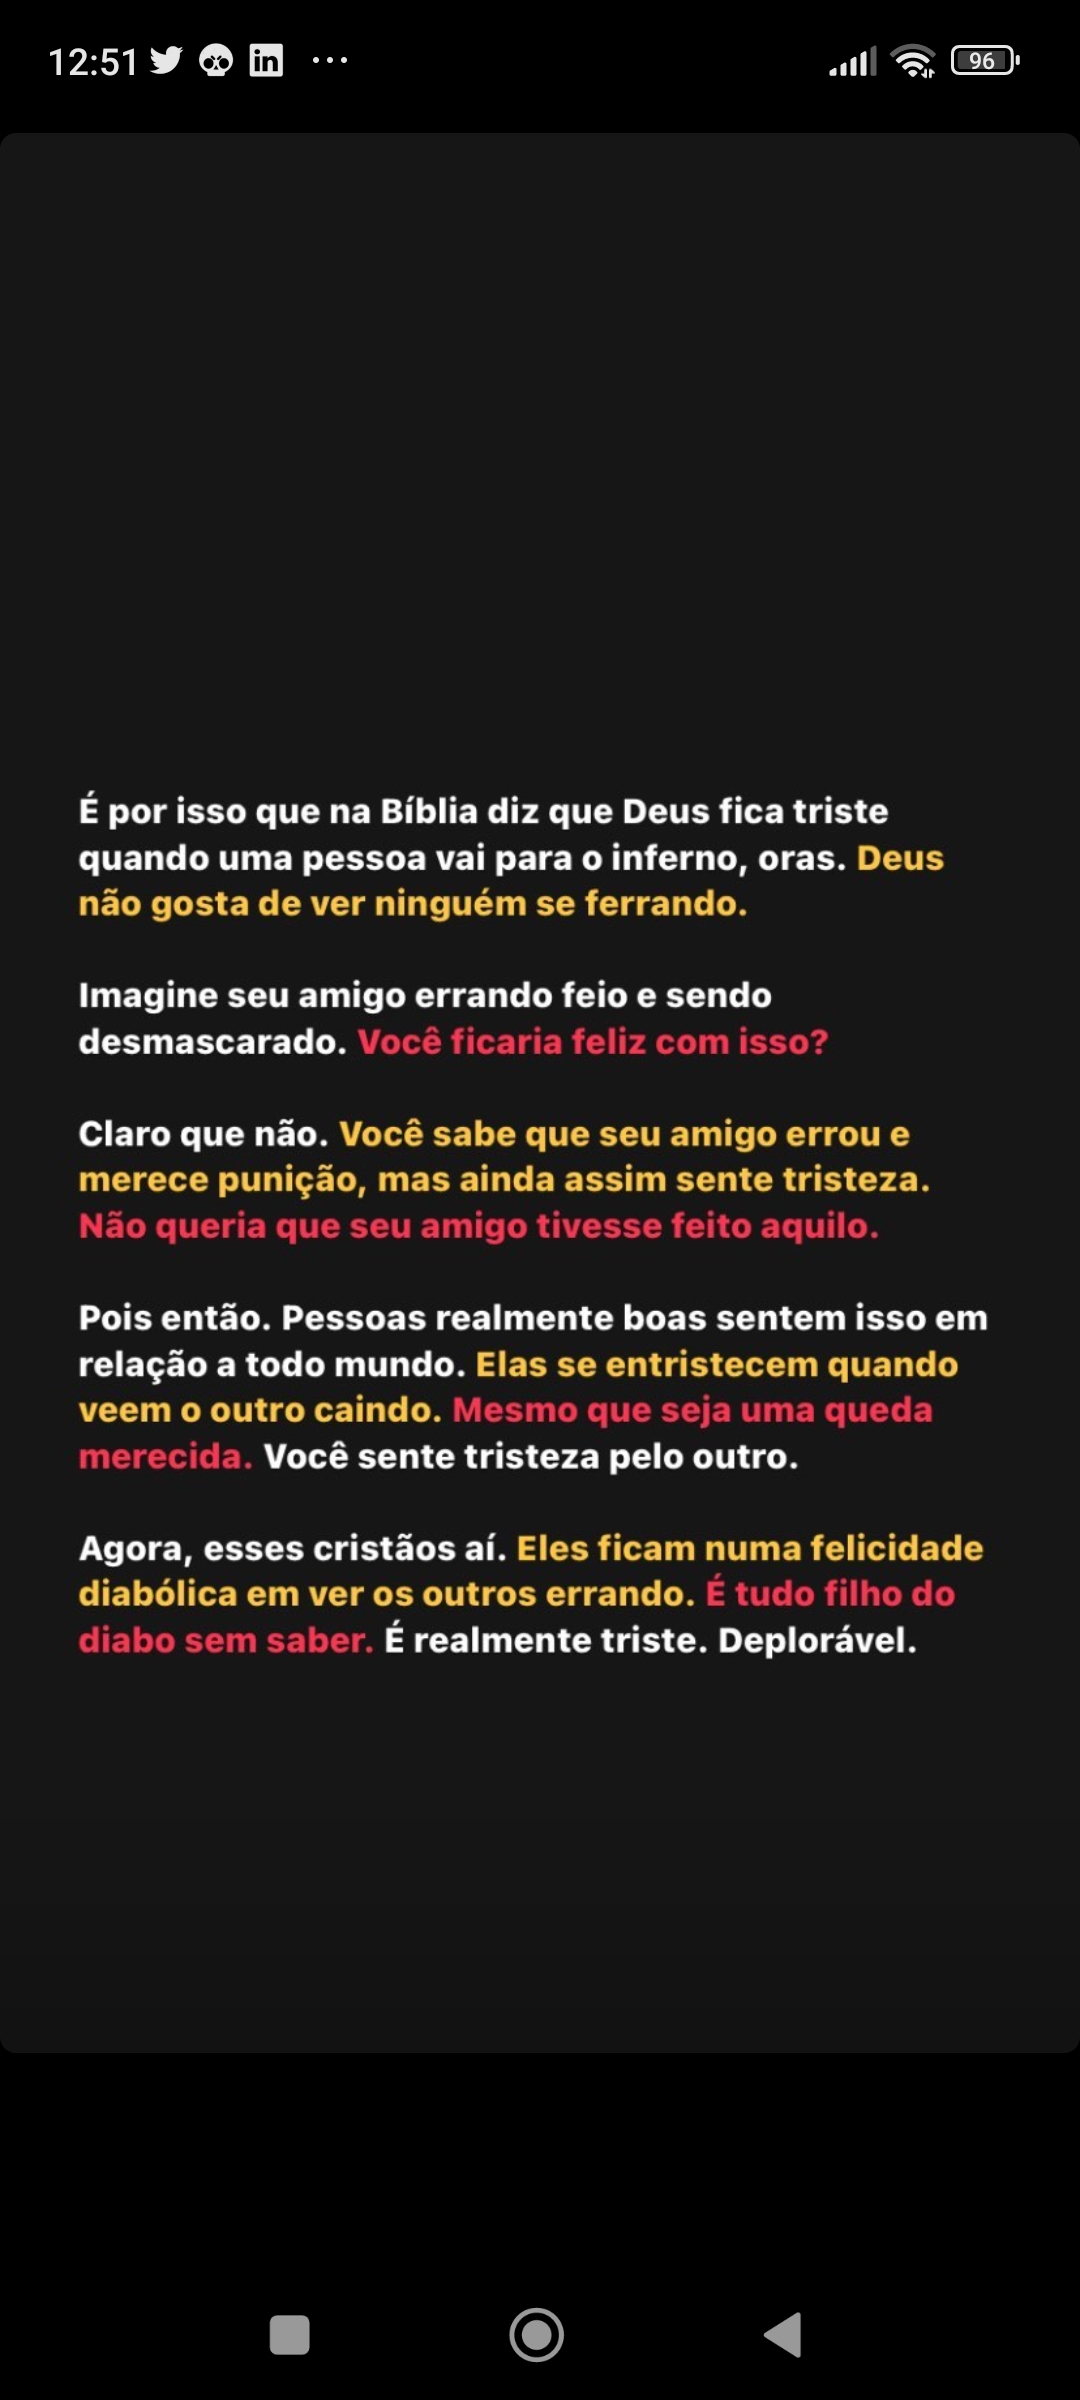 12:51
96
É por isso que na Bíblia diz que Deus fica triste
quando uma pessoa vai para o inferno, oras. Deus
não gosta de ver ninguém se ferrando.
Imagine seu amigo errando feio e sendo
desmascarado. Você ficaria feliz com isso?
Claro que não. Você sabe que seu amigo errou e
merece punição, mas ainda assim sente tristeza.
Não queria que seu amigo tivesse feito aquilo.
Pois então. Pessoas realmente boas sentem isso em
relação a todo mundo. Elas se entristecem quando
veem o outro caindo. Mesmo que seja uma queda
merecida. Você sente tristeza pelo outro.
Agora, esses cristãos aí. Eles ficam numa felicidade
diabólica em ver os outros errando. É tudo filho do
diabo sem saber. É realmente triste. Deplorável.